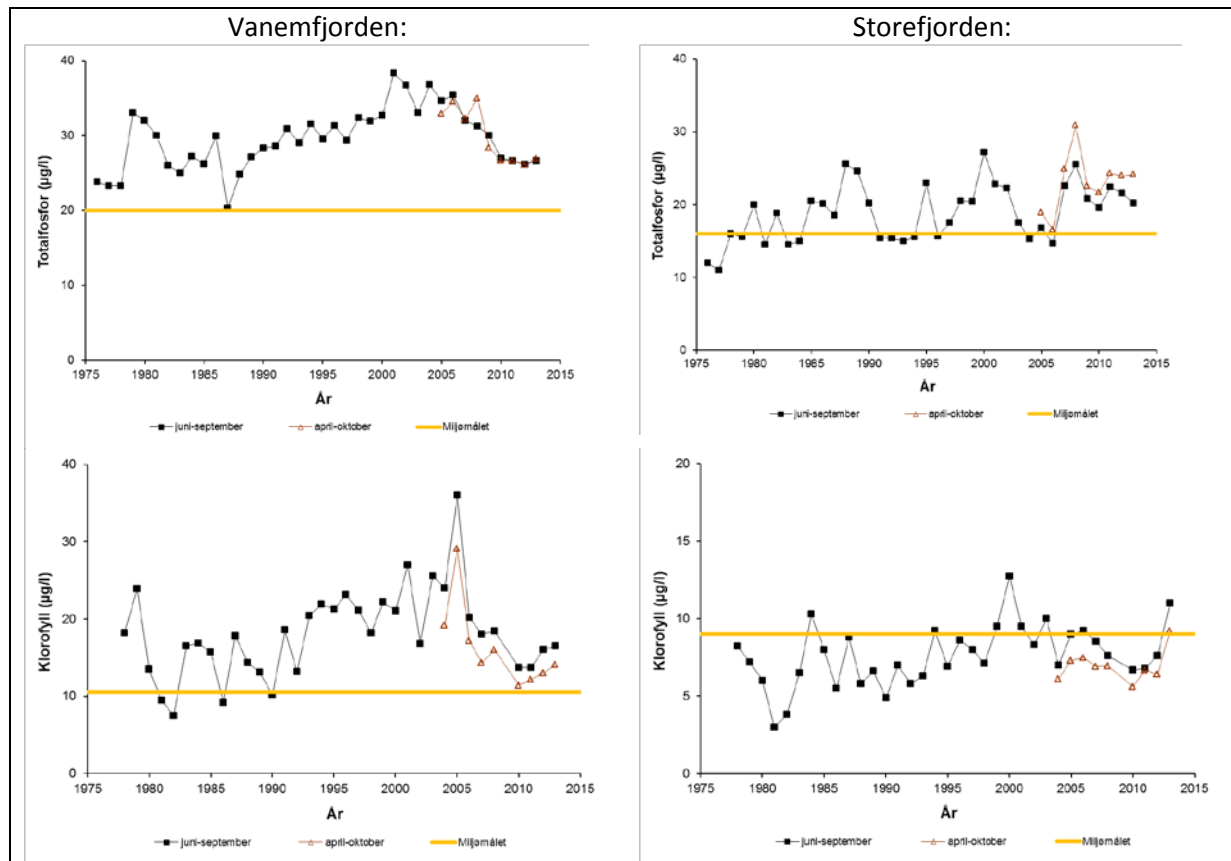 Vanemfjorden:
Storefjorden:
40
30
20
10
0
Totalfosfor (µg/l)
1975 1980 1985 1990 1995 2000 2005 2010 2015
År
juni-september april-oktober Miljømålet
40
30
20
10
0
Totalfosfor (µg/l)
1975 1980 1985 1990 1995 2000 2005 2010 2015
År
juni-september april-oktober Miljømålet
40
30
20
10
0
Klorofyll (µg/l)
1975 1980 1985 1990 1995 2000 2005 2010 2015
År
juni-september april-oktober Miljømålet
20
15
10
5
0
Klorofyll (µg/l)
1975 1980 1985 1990 1995 2000 2005 2010 2015
År
juni-september april-oktober Miljømålet